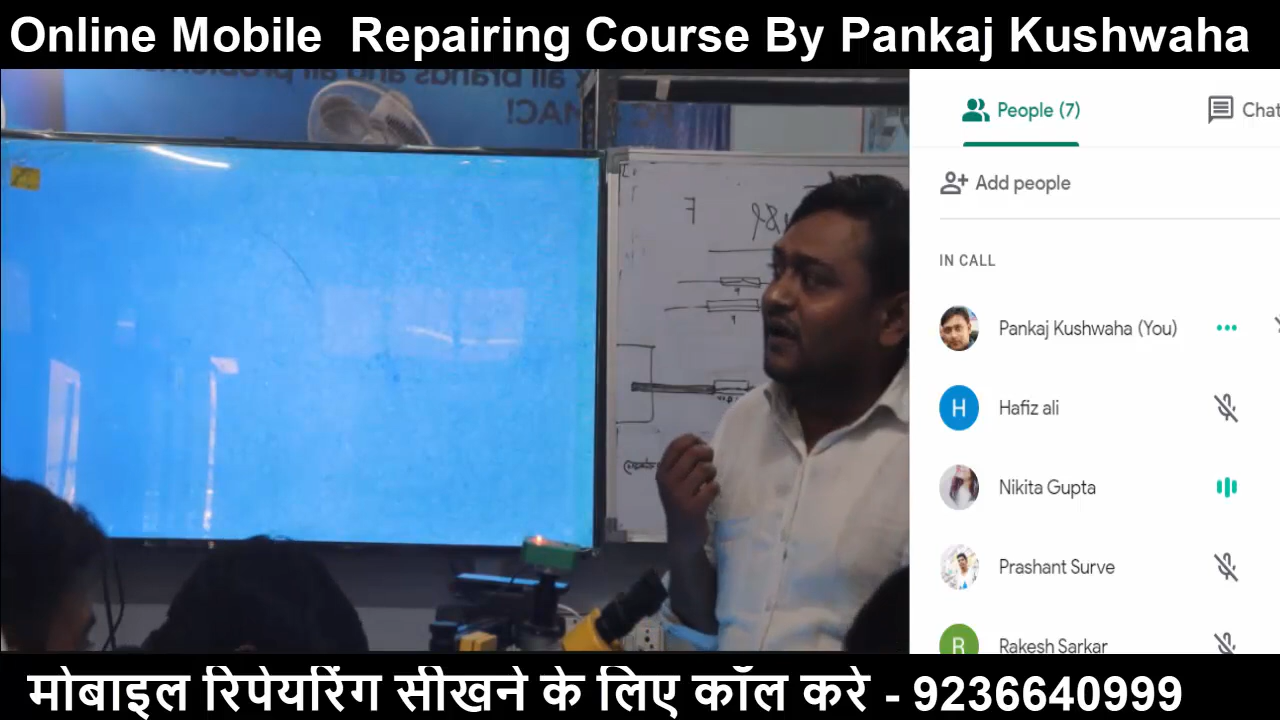 Online Mobile Repairing Course By Pankaj Kushwaha
People (7)
Chat
Add people
IN CALL
Pankaj Kushwaha (You)
Hafiz ali
Nikita Gupta
Prashant Surve
Rakesh Sarkar
मोबाइल रिपेयरिंग सीखने के लिए कॉल करे - 9236640999